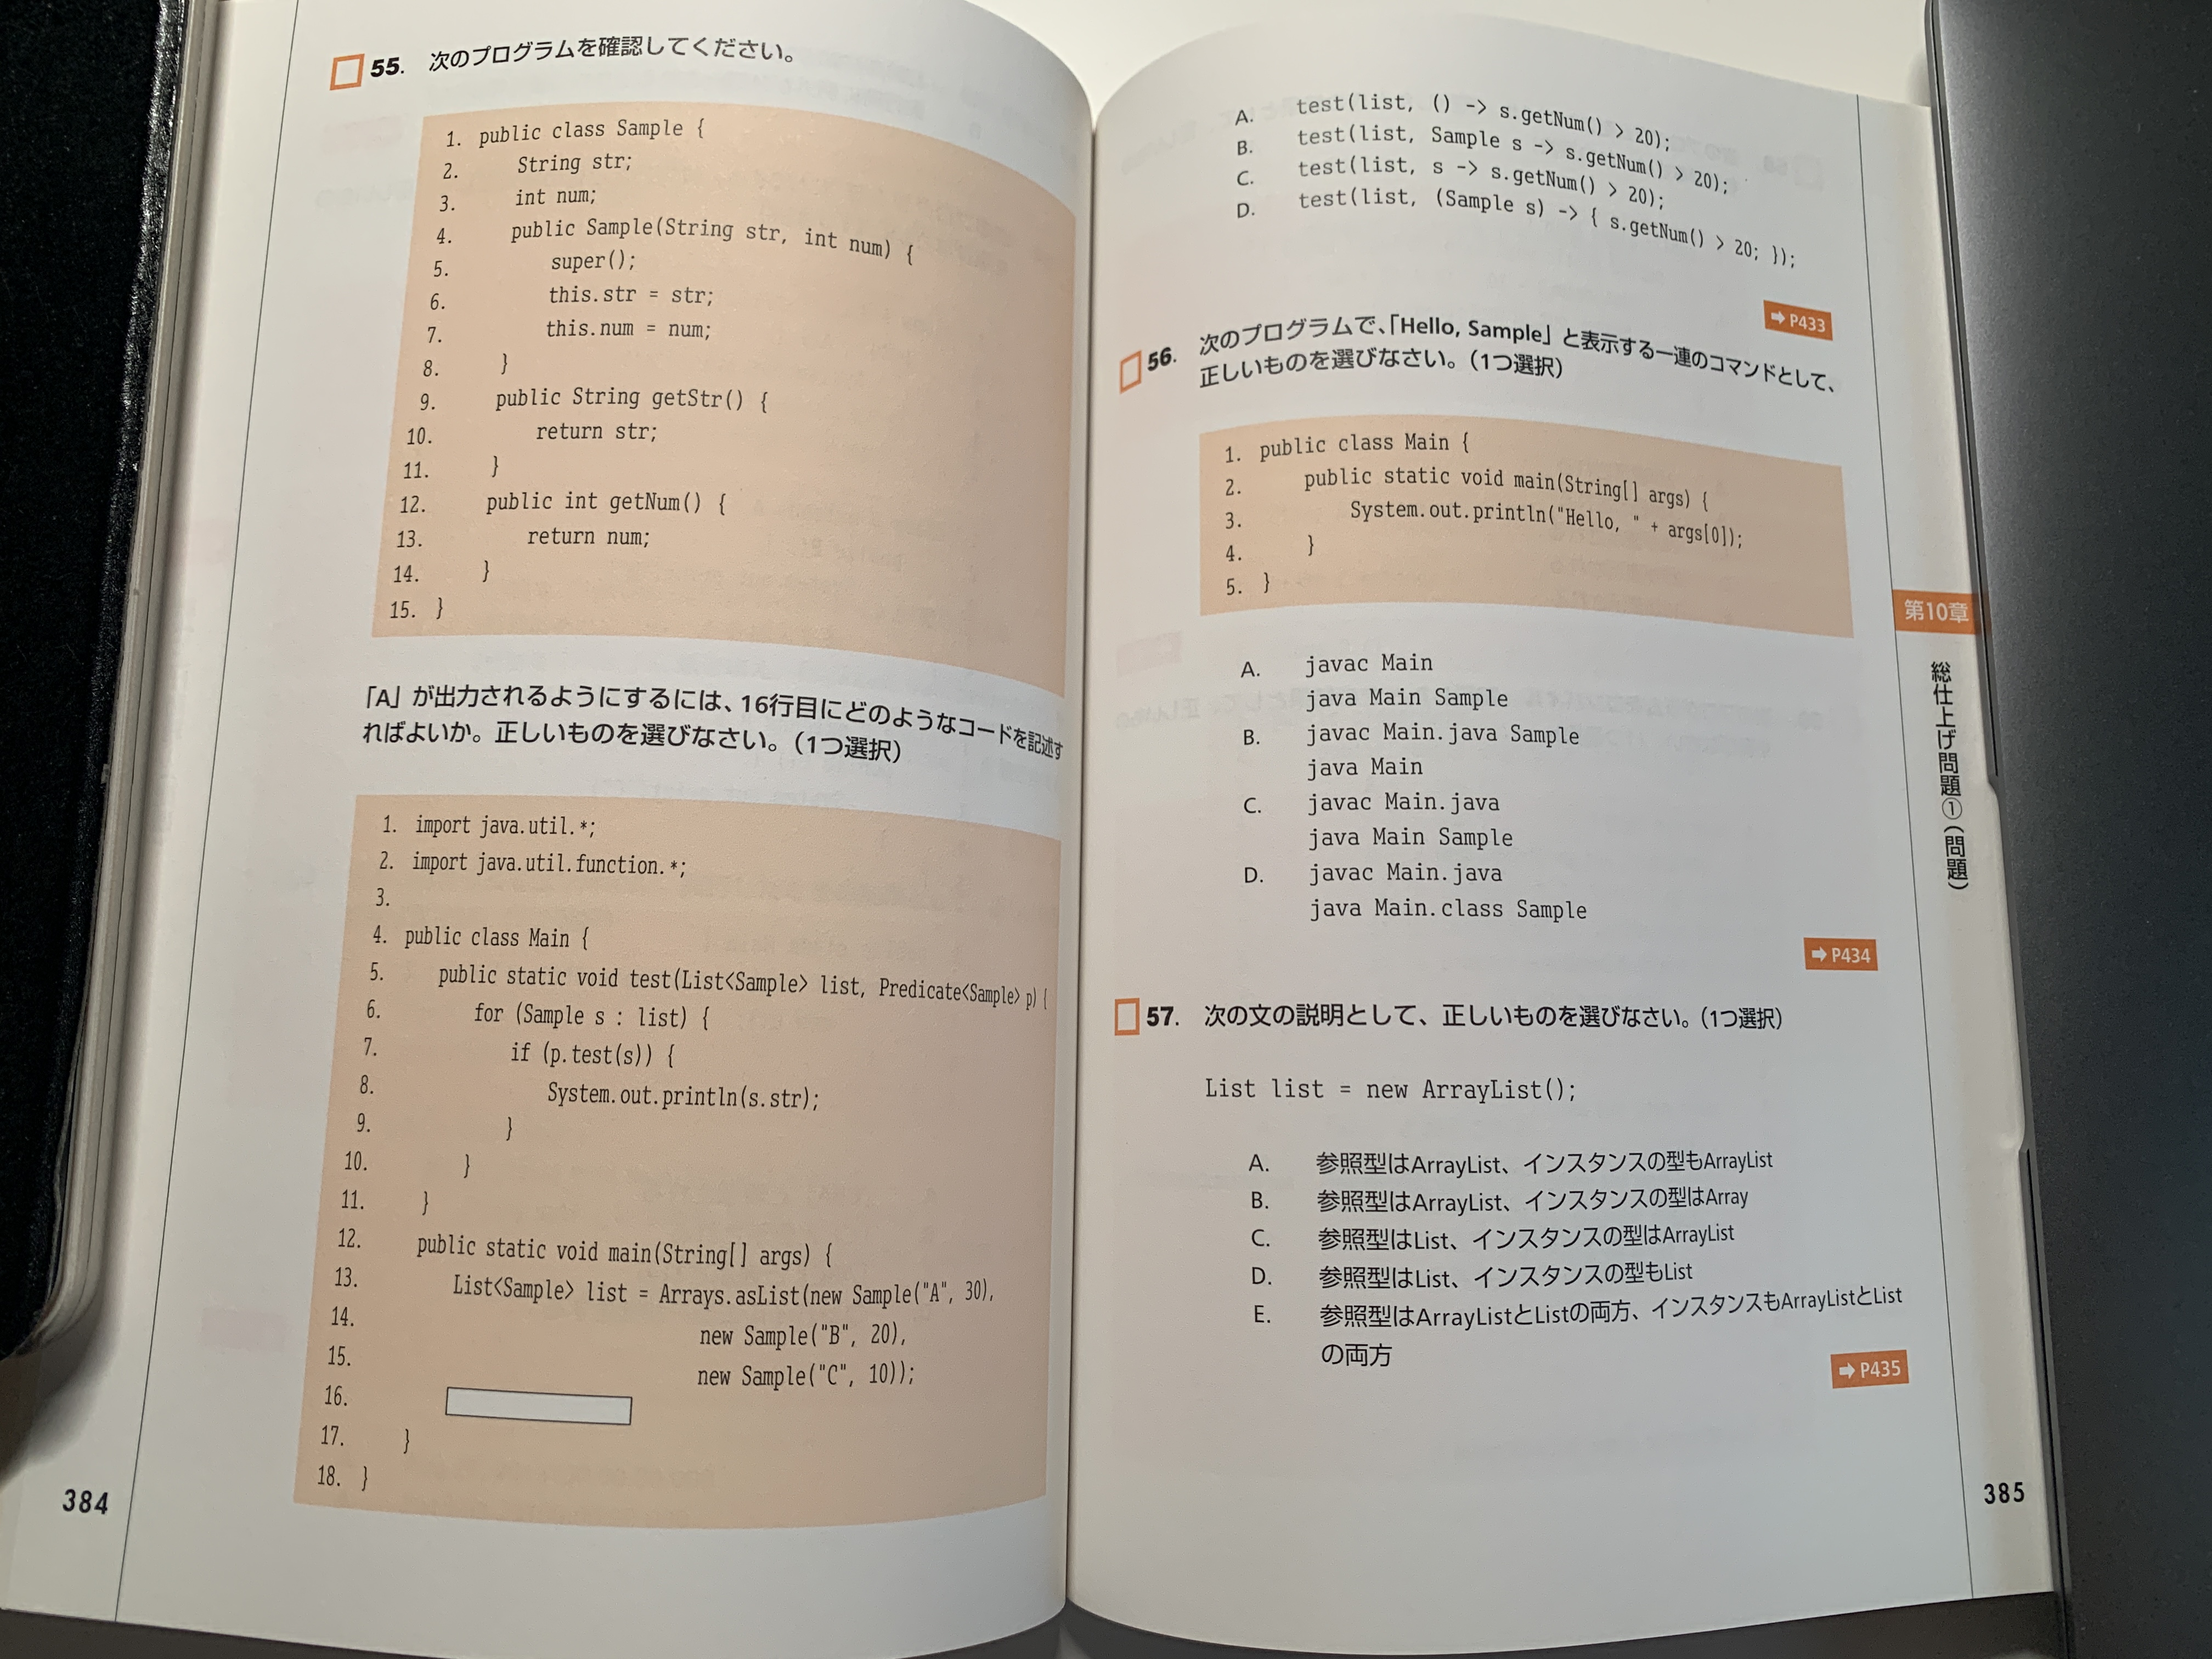 55. 次のプログラムを確認してください。
1. public class Sample {
2. String str;
3. int num;
4. public Sample(String str, int num) {
5. super();
6. this.str = str;
7. this.num = num;
8. }
9. public String getStr() {
10. return str;
11. }
12. public int getNum() {
13. return num;
14. }
15. }
「A」が出力されるようにするには、16行目にどのようなコードを記述す
ればよいか。正しいものを選びなさい。（1つ選択）
1. import java.util.*;
2. import java.util.function.*;
3.
4. public class Main {
5. public static void test(List<Sample> list, Predicate<Sample> p) {
6. for (Sample s : list) {
7. if (p.test(s)) {
8. System.out.println(s.str);
9. }
10. }
11. }
12. public static void main(String[] args) {
13. List<Sample> list = Arrays.asList(new Sample("A", 30),
14. new Sample("B", 20),
15. new Sample("C", 10));
16.
17. }
18. }
384
A. test(list, () -> s.getNum() > 20);
B. test(list, Sample s -> s.getNum() > 20);
C. test(list, s -> s.getNum() > 20);
D. test(list, (Sample s) -> { s.getNum() > 20; });
➡ P433
56. 次のプログラムで、「Hello, Sample」と表示する一連のコマンドとして、
正しいものを選びなさい。（1つ選択）
1. public class Main {
2. public static void main(String[] args) {
3. System.out.println("Hello, " + args[0]);
4. }
5. }
A. javac Main
java Main Sample
B. javac Main.java Sample
java Main
C. javac Main.java
java Main Sample
D. javac Main.java
java Main.class Sample
➡ P434
57. 次の文の説明として、正しいものを選びなさい。（1つ選択）
List list = new ArrayList();
A. 参照型はArrayList、インスタンスの型もArrayList
B. 参照型はArrayList、インスタンスの型はArray
C. 参照型はList、インスタンスの型はArrayList
D. 参照型はList、インスタンスの型もList
E. 参照型はArrayListとListの両方、インスタンスもArrayListとList
の両方
➡ P435
第10章
総仕上げ問題①（問題）
385